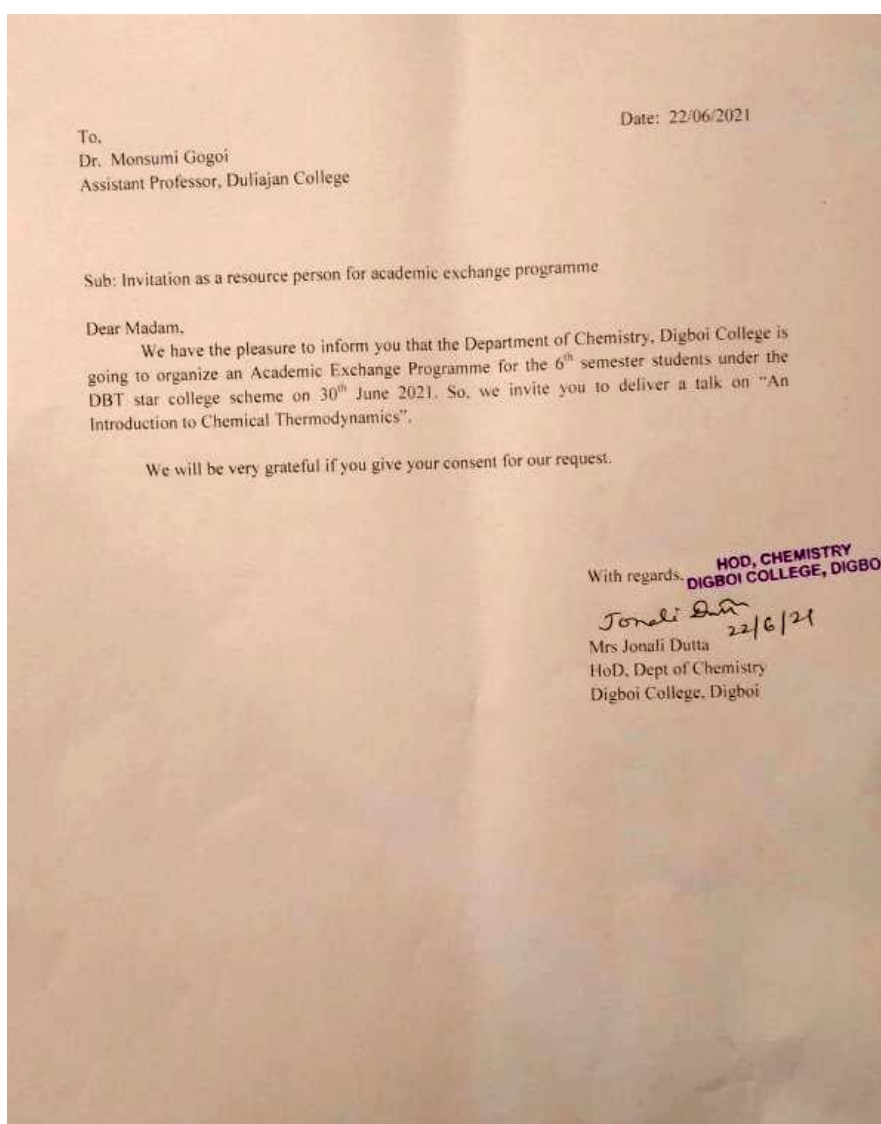 Date: 22/06/2021
To,
Dr. Monsumi Gogoi
Assistant Professor, Duliajan College
Sub: Invitation as a resource person for academic exchange programme
Dear Madam,
We have the pleasure to inform you that the Department of Chemistry, Digboi College is
going to organize an Academic Exchange Programme for the 6th semester students under the
DBT star college scheme on 30th June 2021. So, we invite you to deliver a talk on “An
Introduction to Chemical Thermodynamics”.
We will be very grateful if you give your consent for our request.
With regards,
HOD, CHEMISTRY
DIGBOI COLLEGE, DIGBO
Jonali Dutta
22/6/21
Mrs Jonali Dutta
HoD, Dept of Chemistry
Digboi College, Digboi